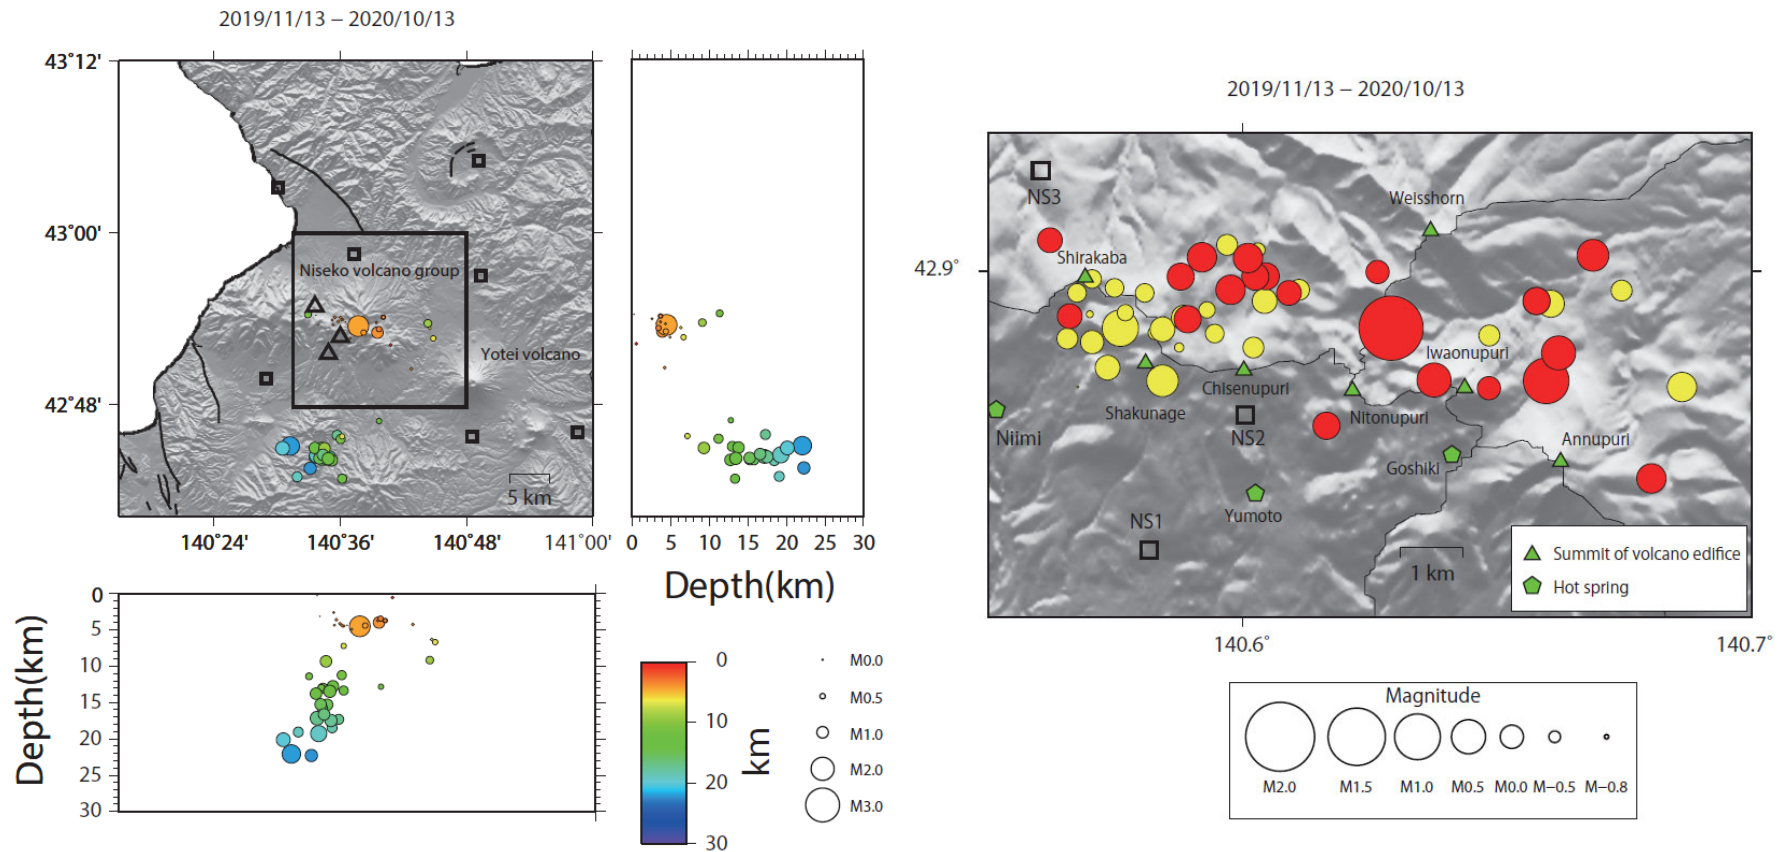 2019/11/13 – 2020/10/13
43°12'
43°00'
42°48'
Niseko volcano group
Yotei volcano
5 km
140°24' 140°36' 140°48' 141°00'
0 5 10 15 20 25 30
Depth(km)
Depth(km)
0
5
10
15
20
25
30
0
10
20
30
km
M0.0
M0.5
M1.0
M2.0
M3.0
2019/11/13 – 2020/10/13
42.9°
NS3
Weisshorn
Shirakaba
Iwaonupuri
Chisenupuri
Shakunage
Nitonupuri
Niimi
NS2
Annupuri
Goshiki
Yumoto
NS1
1 km
Summit of volcano edifice
Hot spring
140.6° 140.7°
Magnitude
M2.0 M1.5 M1.0 M0.5 M0.0 M−0.5 M−0.8